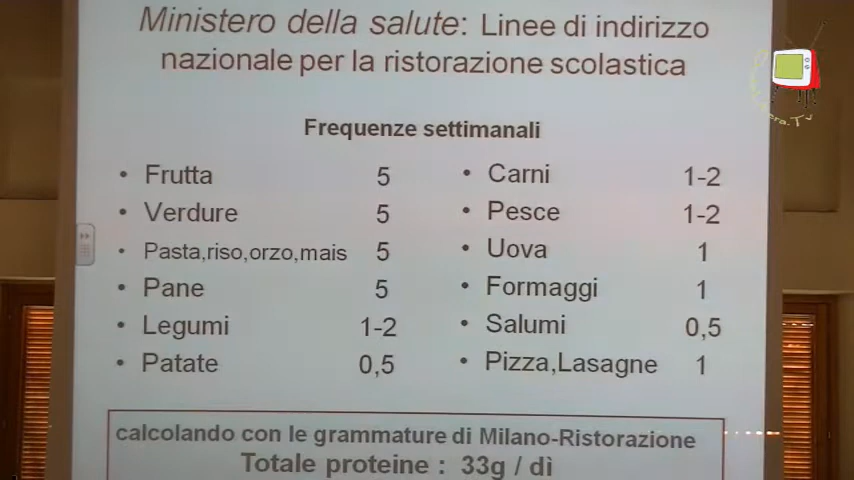 Ministero della salute: Linee di indirizzo
nazionale per la ristorazione scolastica
Frequenze settimanali
• Frutta 5
• Verdure 5
• Pasta,riso,orzo,mais 5
• Pane 5
• Legumi 1-2
• Patate 0,5
• Carni 1-2
• Pesce 1-2
• Uova 1
• Formaggi 1
• Salumi 0,5
• Pizza,Lasagne 1
calcolando con le grammature di Milano-Ristorazione
Totale proteine : 33g / dì